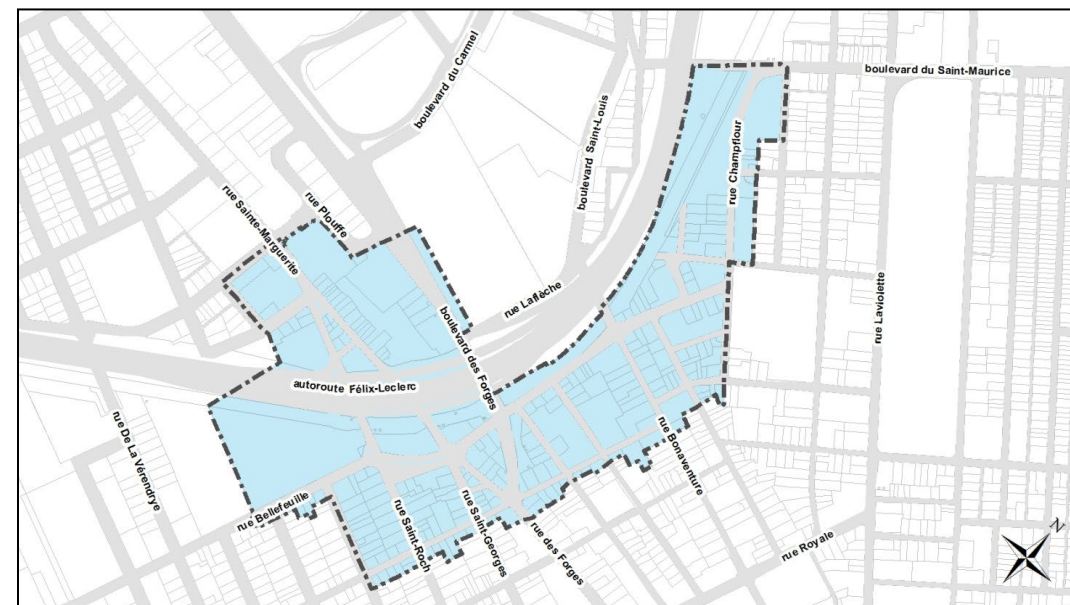 boulevard du Carmel
boulevard du Saint-Maurice
boulevard Saint-Louis
rue Champflour
rue Plouffe
rue Sainte-Marguerite
rue Laflèche
rue Laviolette
boulevard des Forges
autoroute Félix-Leclerc
rue De La Vérendrye
rue Bonaventure
rue Bellefeuille
rue Saint-Roch
rue Saint-Georges
rue des Forges
rue Royale
N